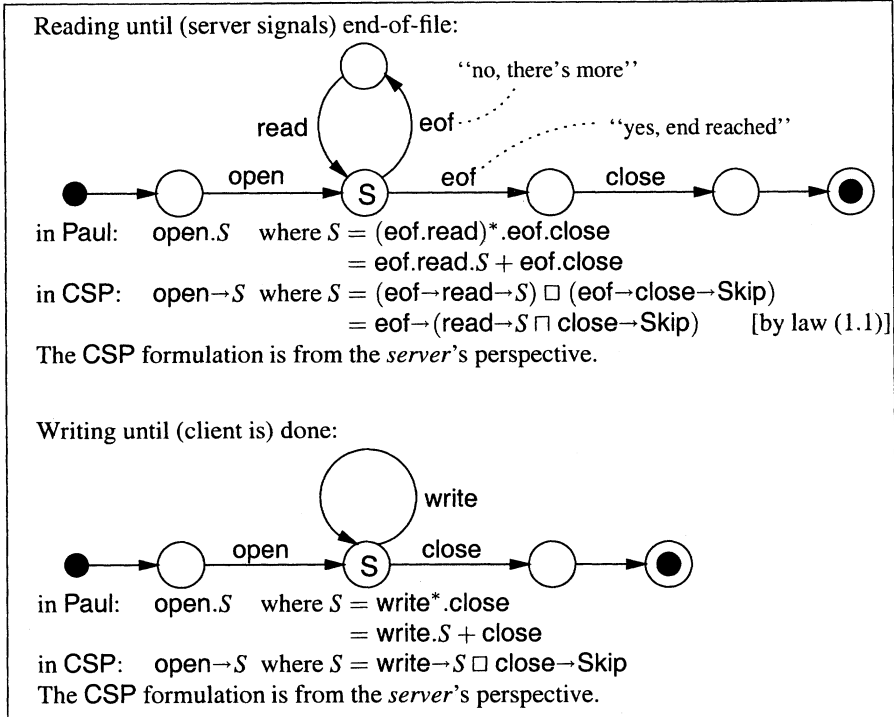 Reading until (server signals) end-of-file:
‘‘no, there's more’’
read
eof
‘‘yes, end reached’’
open
S
eof
close
in Paul: open.S where S = (eof.read)*.eof.close
= eof.read.S + eof.close
in CSP: open→S where S = (eof→read→S) □ (eof→close→Skip)
= eof→(read→S ⊓ close→Skip) [by law (1.1)]
The CSP formulation is from the server's perspective.
Writing until (client is) done:
write
open
S
close
in Paul: open.S where S = write*.close
= write.S + close
in CSP: open→S where S = write→S □ close→Skip
The CSP formulation is from the server's perspective.